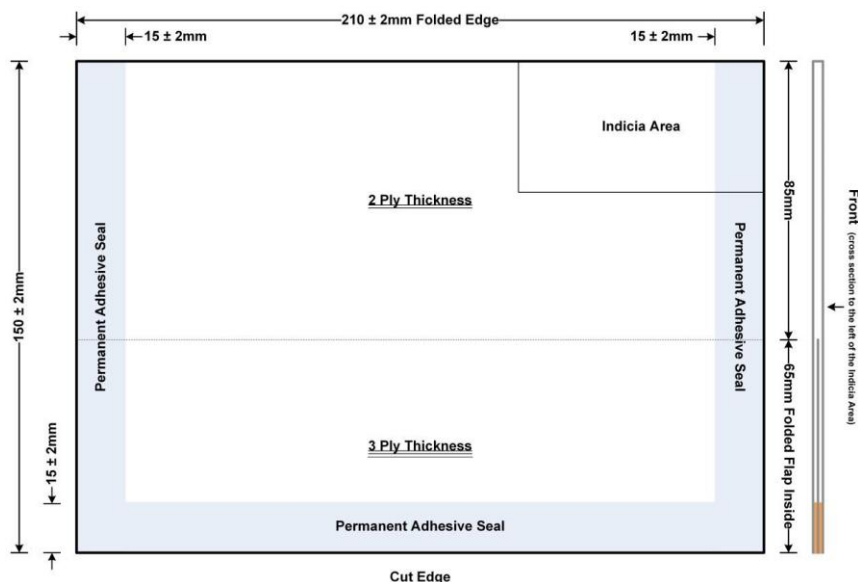 210 ± 2mm Folded Edge
15 ± 2mm
15 ± 2mm
Indicia Area
2 Ply Thickness
85mm
Front (cross section to the left of the Indicia Area)
Permanent Adhesive Seal
Permanent Adhesive Seal
150 ± 2mm
65mm Folded Flap Inside
3 Ply Thickness
15 ± 2mm
Permanent Adhesive Seal
Cut Edge